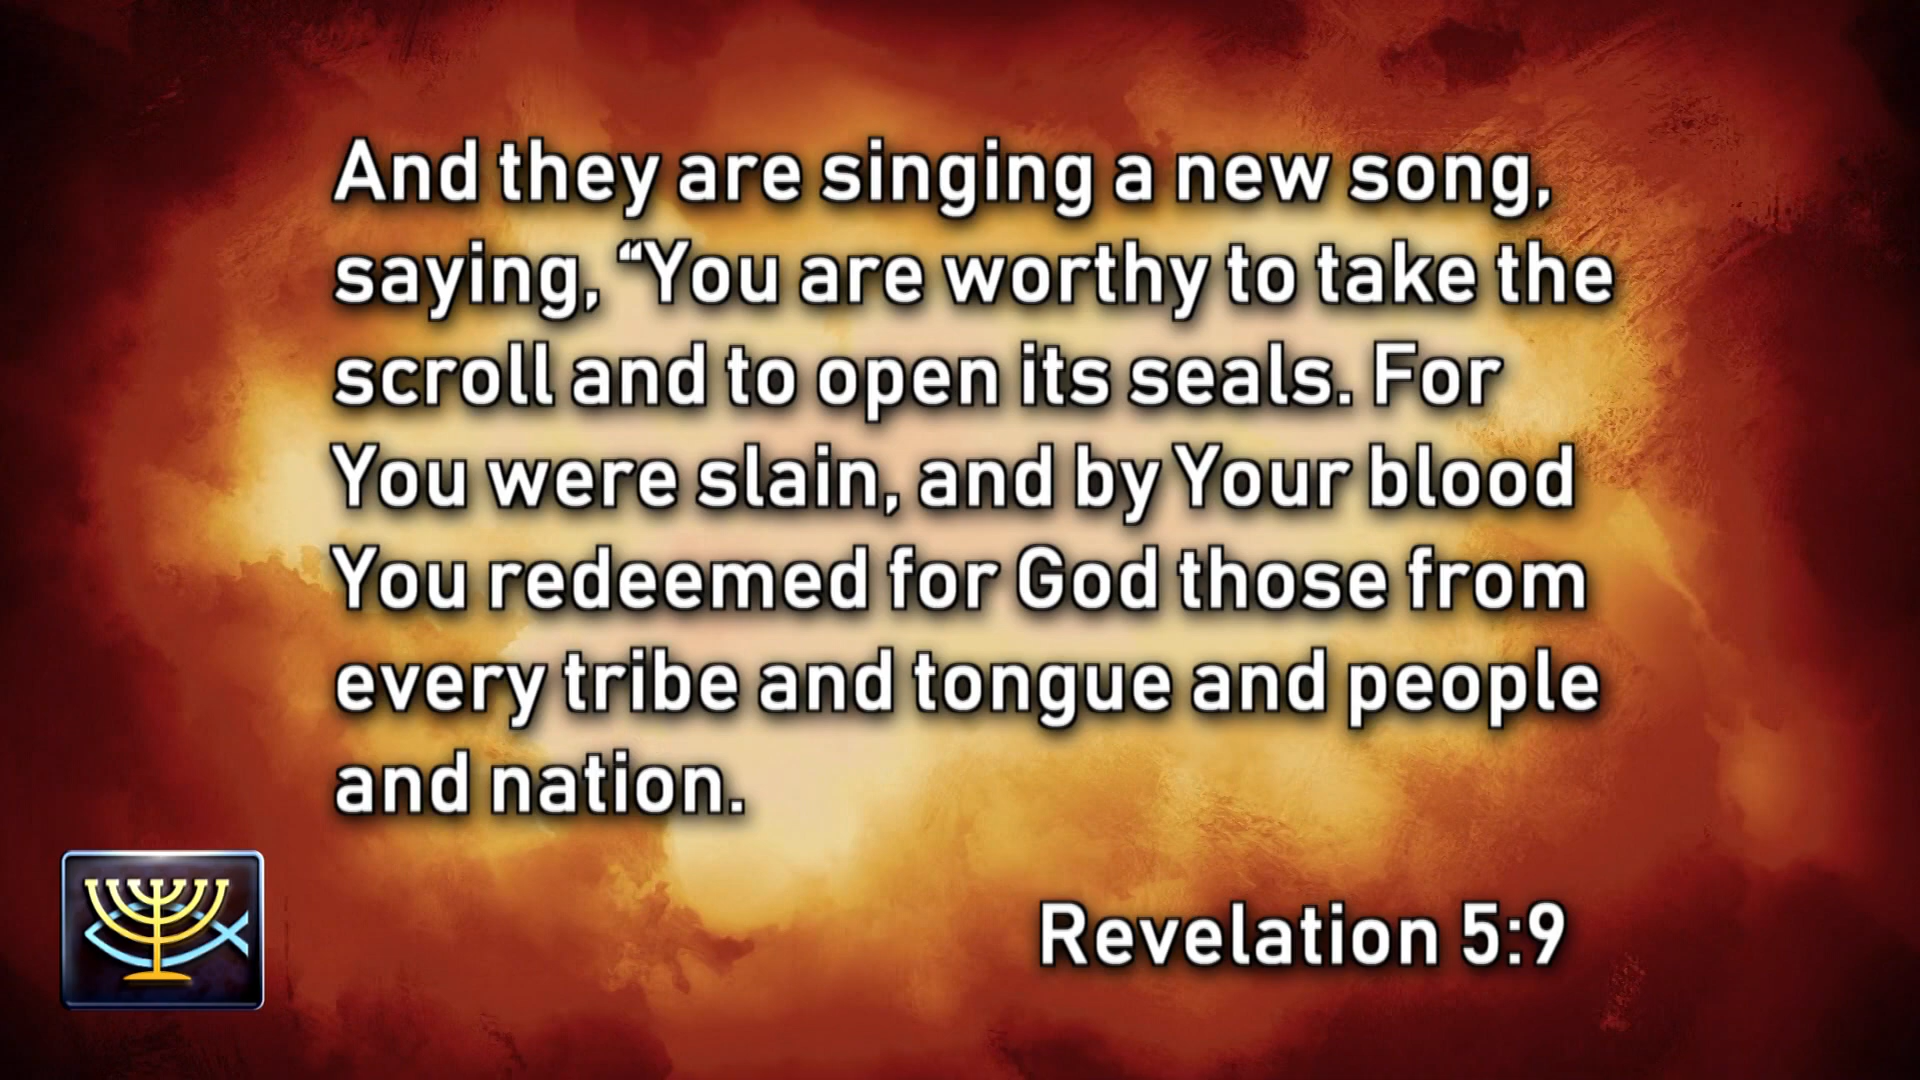 And they are singing a new song,
saying, “You are worthy to take the
scroll and to open its seals. For
You were slain, and by Your blood
You redeemed for God those from
every tribe and tongue and people
and nation.
Revelation 5:9